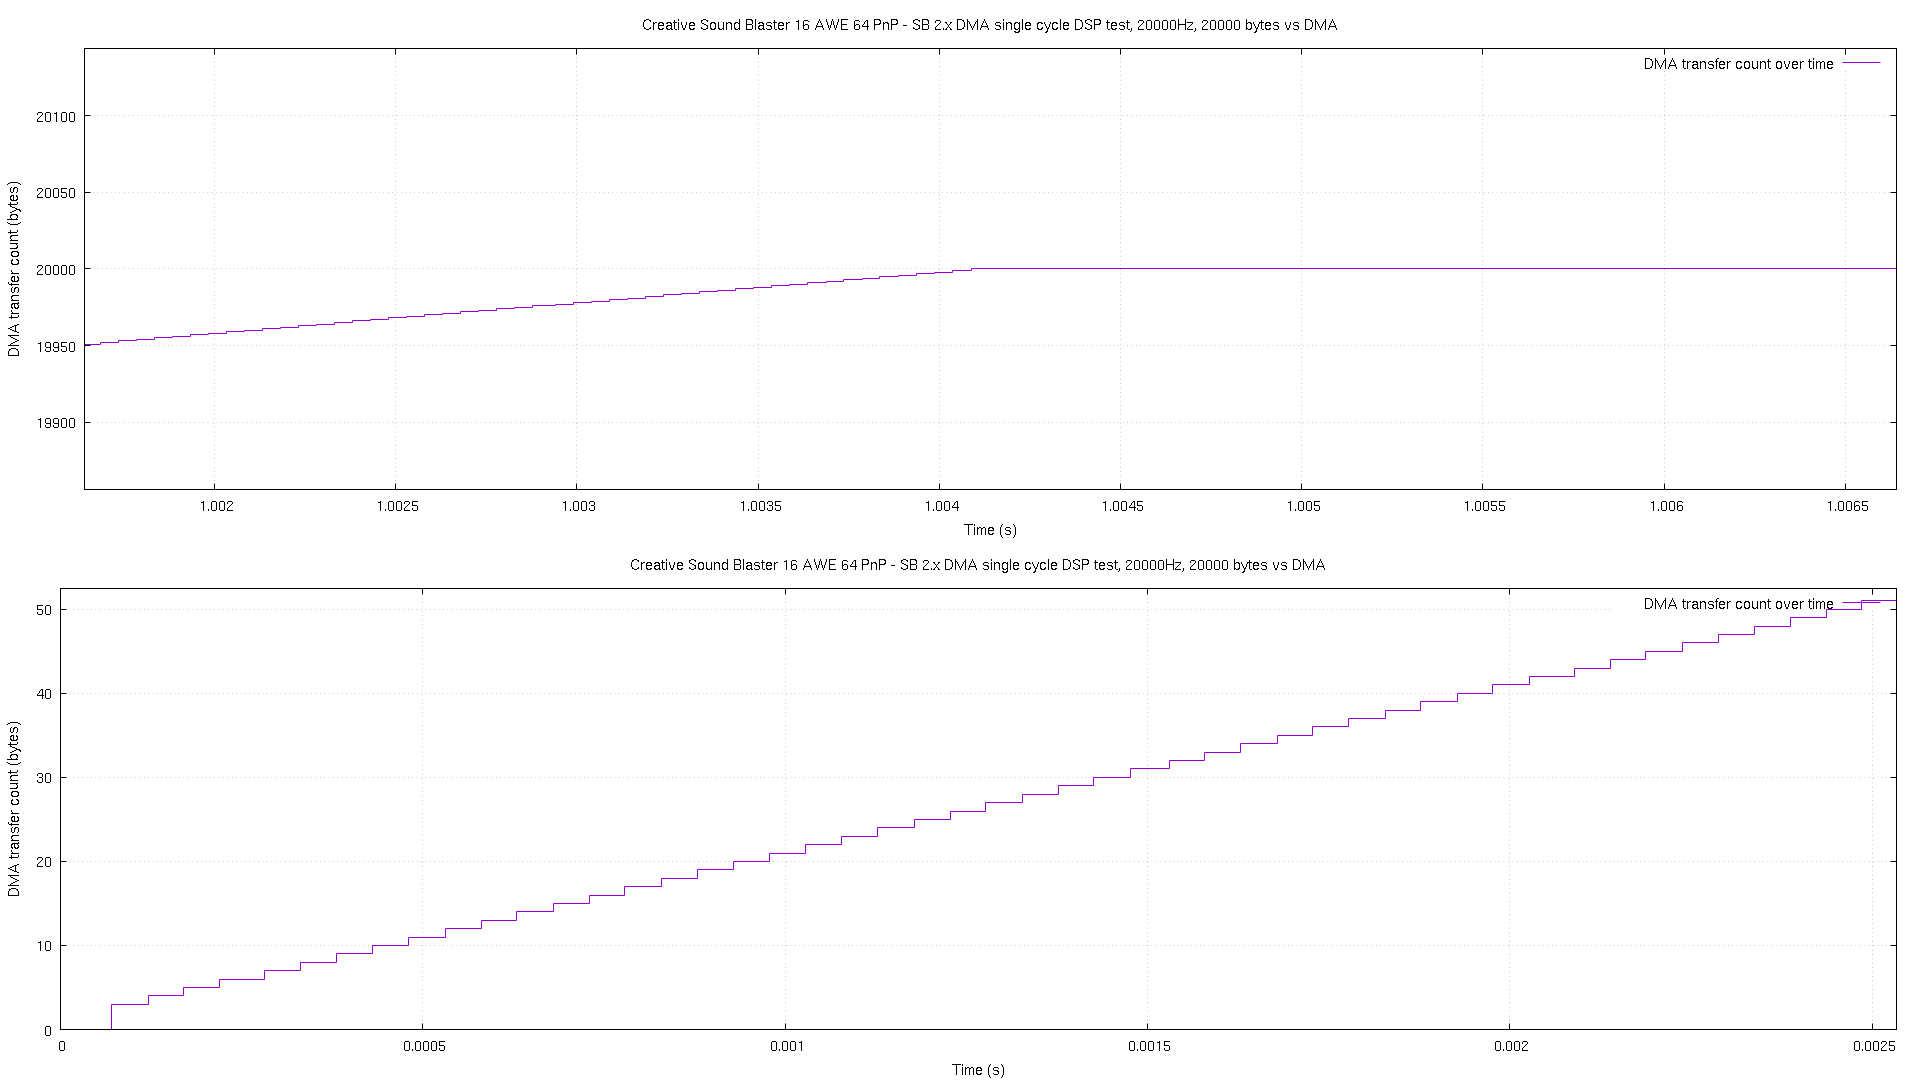 Creative Sound Blaster 16 AWE 64 PnP - SB 2.x DMA single cycle DSP test, 20000Hz, 20000 bytes vs DMA
DMA transfer count over time
20100
20050
20000
19950
19900
DMA transfer count (bytes)
1.002 1.0025 1.003 1.0035 1.004 1.0045 1.005 1.0055 1.006 1.0065
Time (s)
Creative Sound Blaster 16 AWE 64 PnP - SB 2.x DMA single cycle DSP test, 20000Hz, 20000 bytes vs DMA
DMA transfer count over time
50
40
30
20
10
0
DMA transfer count (bytes)
0 0.0005 0.001 0.0015 0.002 0.0025
Time (s)